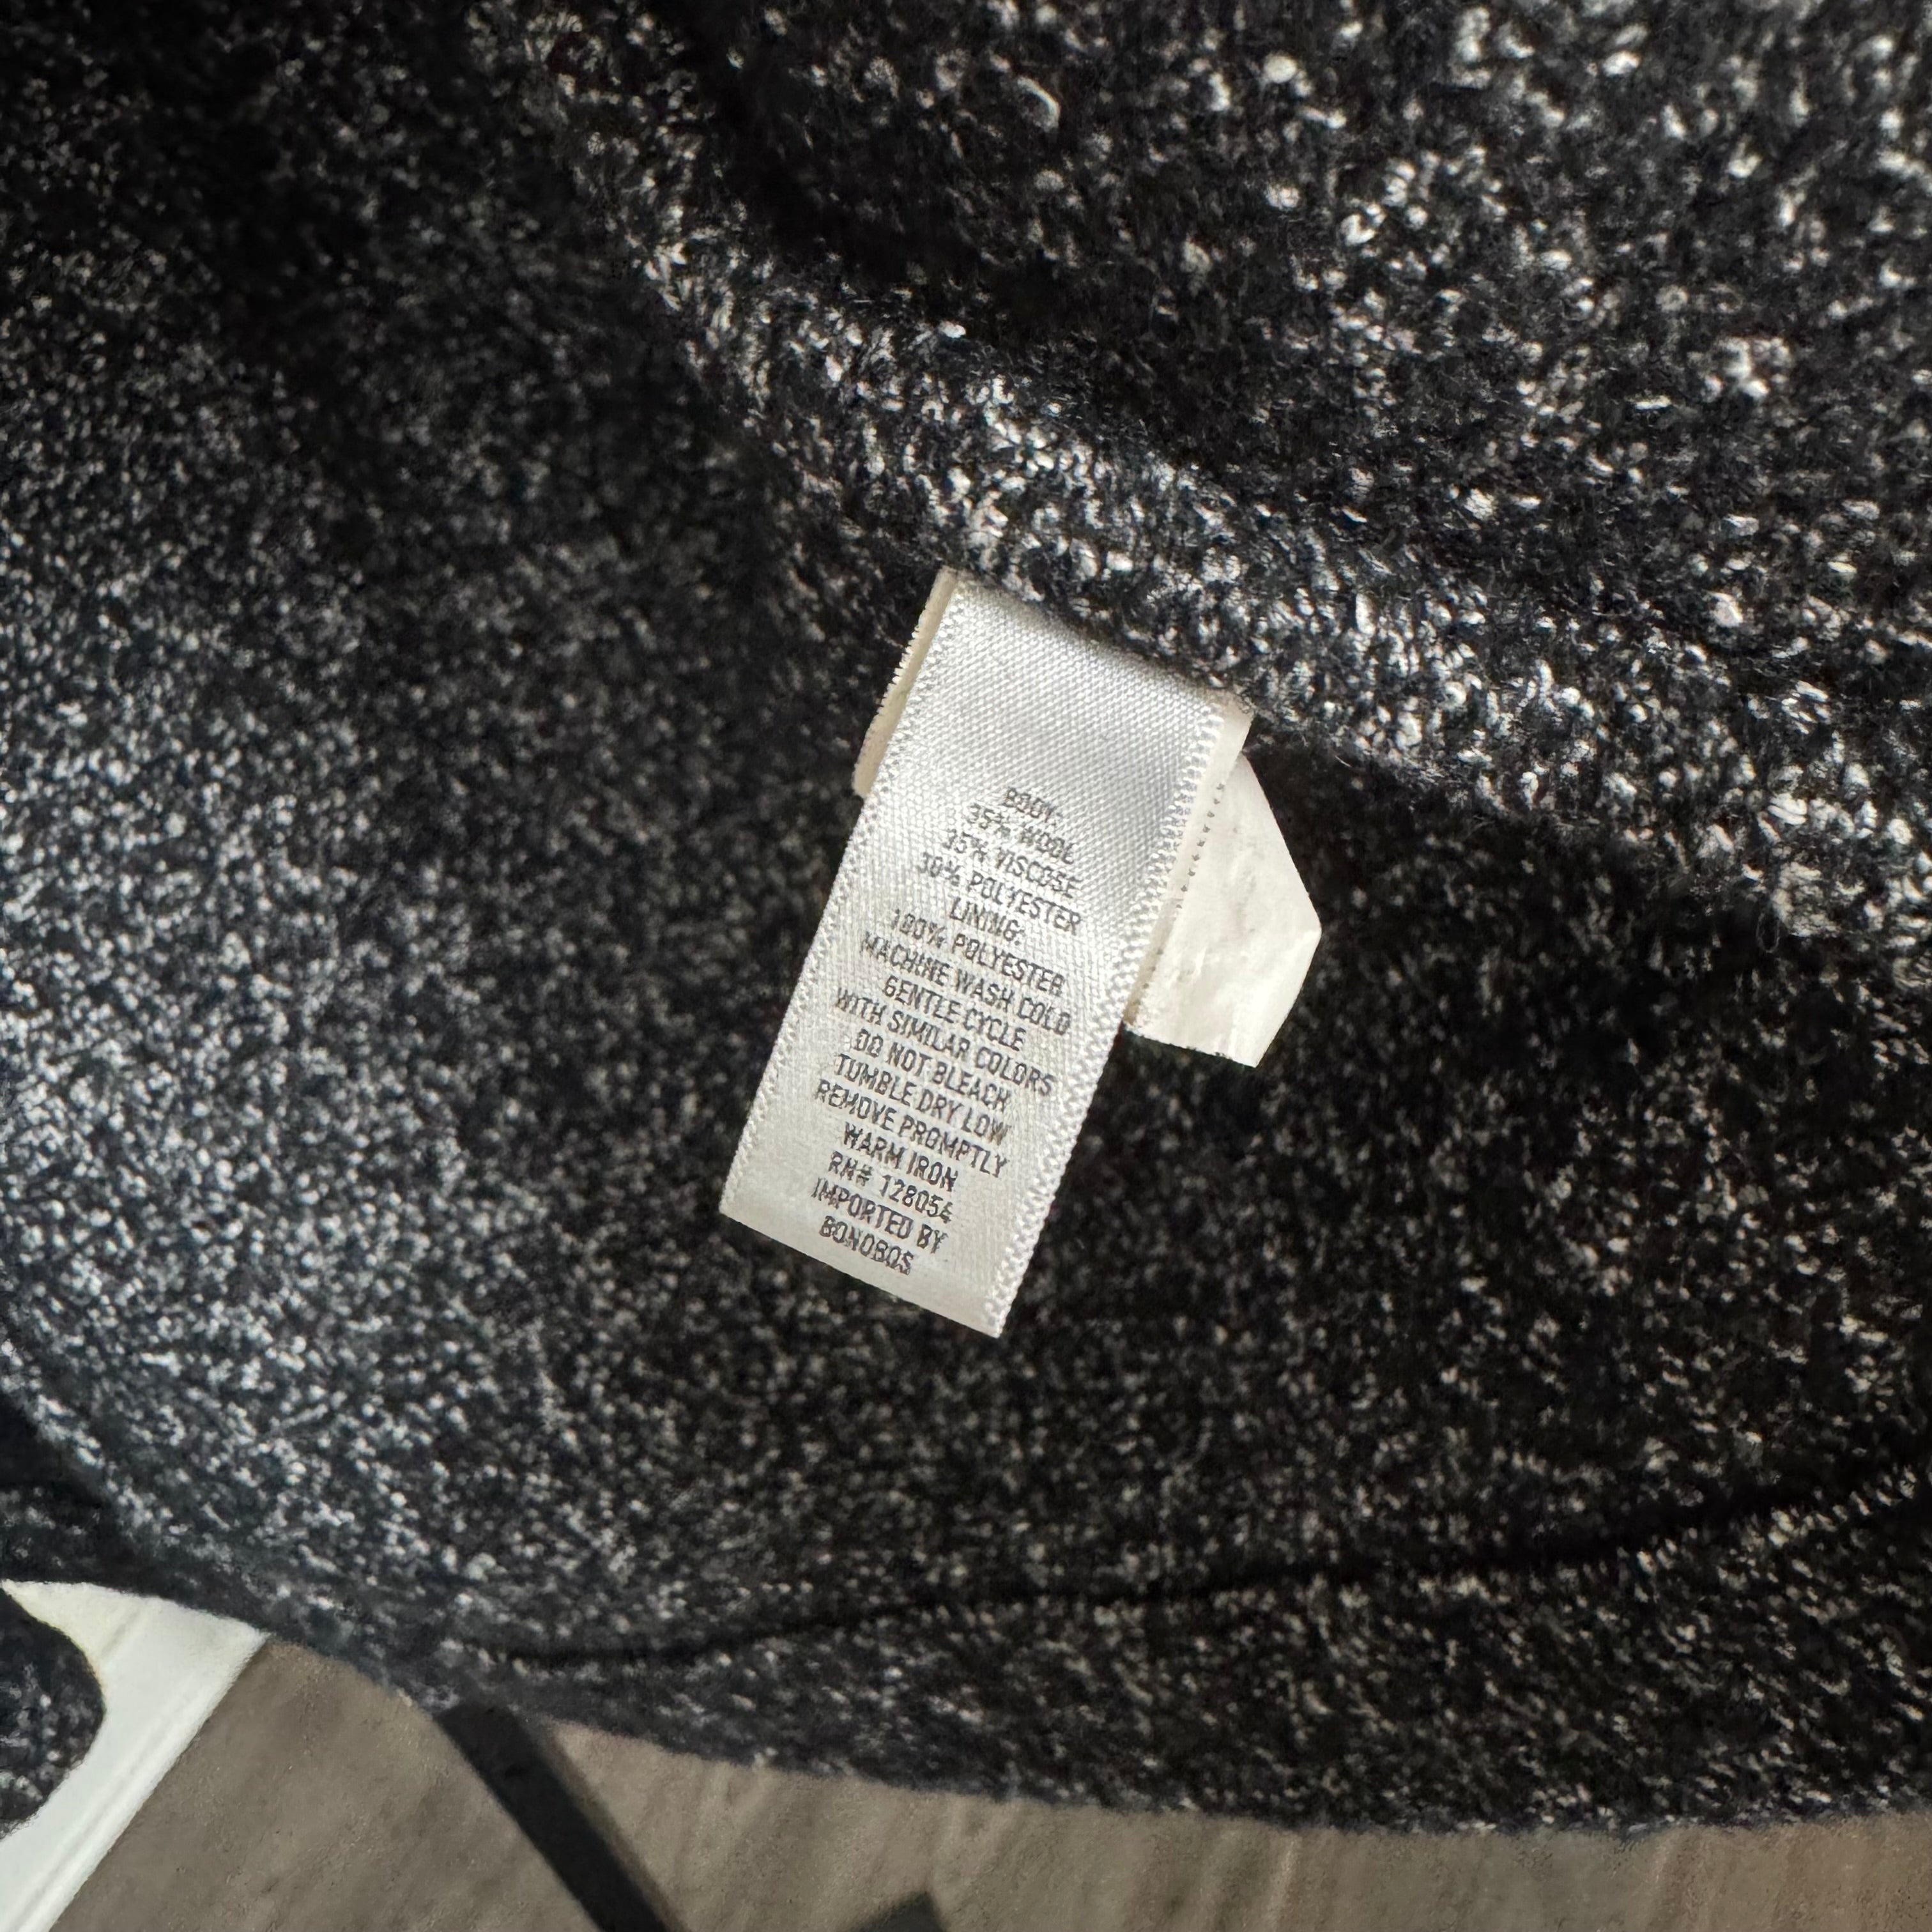 BODY:
35% WOOL
35% VISCOSE
30% POLYESTER
LINING:
100% POLYESTER
MACHINE WASH COLD
GENTLE CYCLE
WITH SIMILAR COLORS
DO NOT BLEACH
TUMBLE DRY LOW
REMOVE PROMPTLY
WARM IRON
RN# 128054
IMPORTED BY
BONOBOS